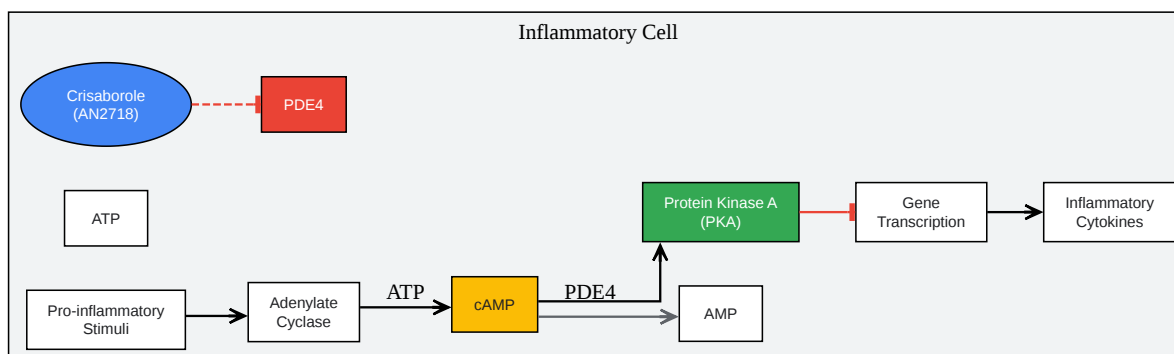 Inflammatory Cell
Crisaborole
(AN2718)
PDE4
ATP
Protein Kinase A
(PKA)
Gene
Transcription
Inflammatory
Cytokines
Pro-inflammatory
Stimuli
Adenylate
Cyclase
ATP
cAMP
PDE4
AMP